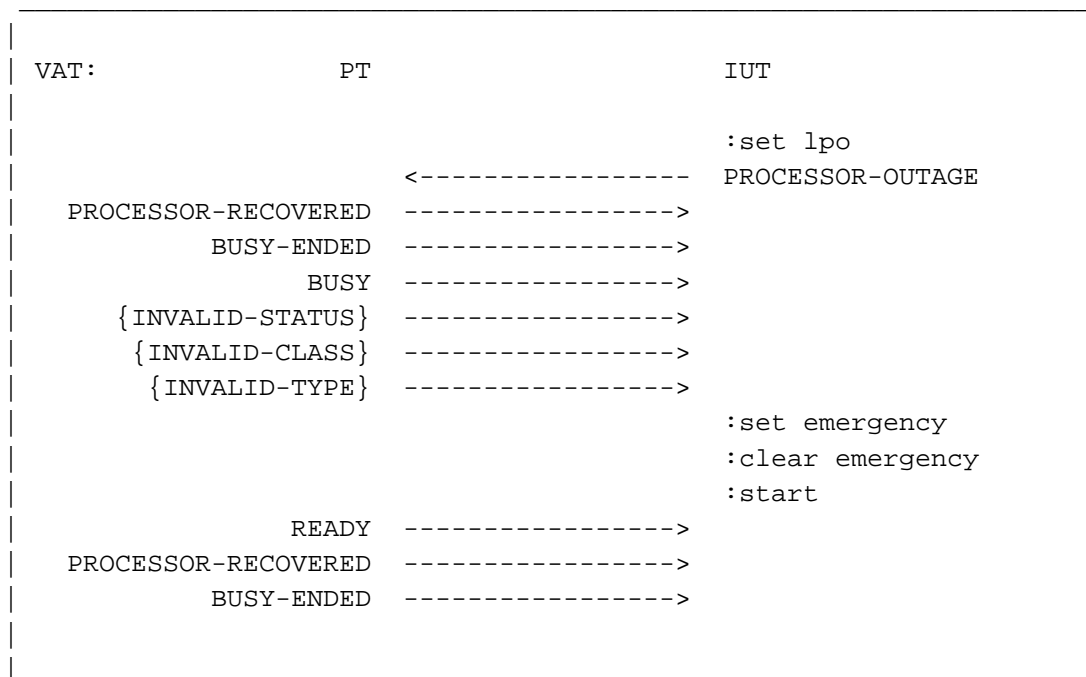 VAT: PT IUT
:set lpo
<----------------- PROCESSOR-OUTAGE
PROCESSOR-RECOVERED ----------------->
BUSY-ENDED ----------------->
BUSY ----------------->
{INVALID-STATUS} ----------------->
{INVALID-CLASS} ----------------->
{INVALID-TYPE} ----------------->
:set emergency
:clear emergency
:start
READY ----------------->
PROCESSOR-RECOVERED ----------------->
BUSY-ENDED ----------------->